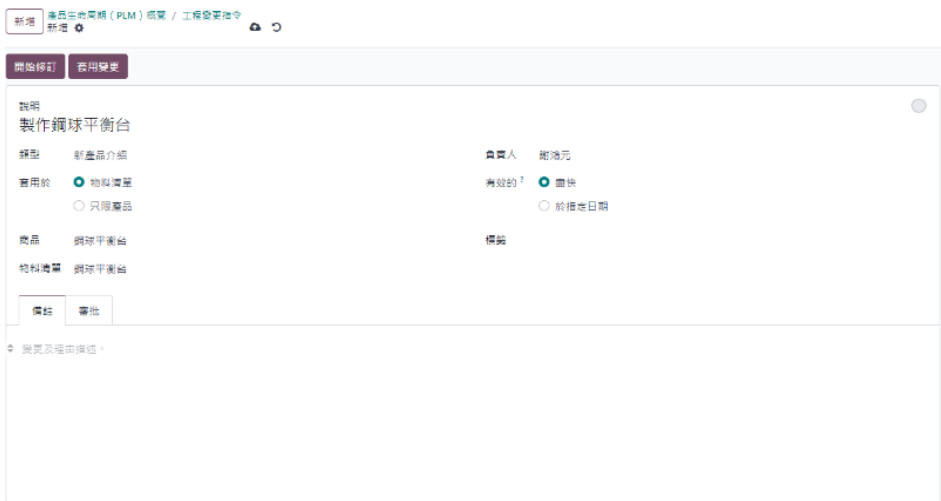 新增
產品生命周期（PLM）概覽 / 工程變更指令
新增
開始修訂 套用變更
說明
製作鋼球平衡台
類型 新產品介紹
負責人 謝鴻元
套用於 物料清單
只限產品
有效的? 盡快
於指定日期
商品 鋼球平衡台
標籤
物料清單 鋼球平衡台
備註 審批
變更及理由描述。